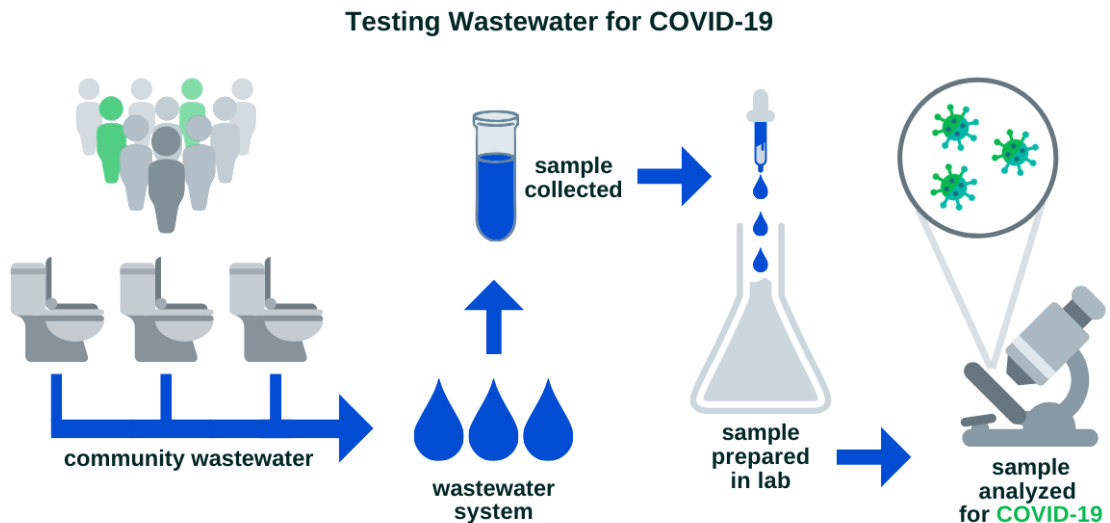 Testing Wastewater for COVID-19
community wastewater
wastewater
system
sample
collected
sample
prepared
in lab
sample
analyzed
for COVID-19